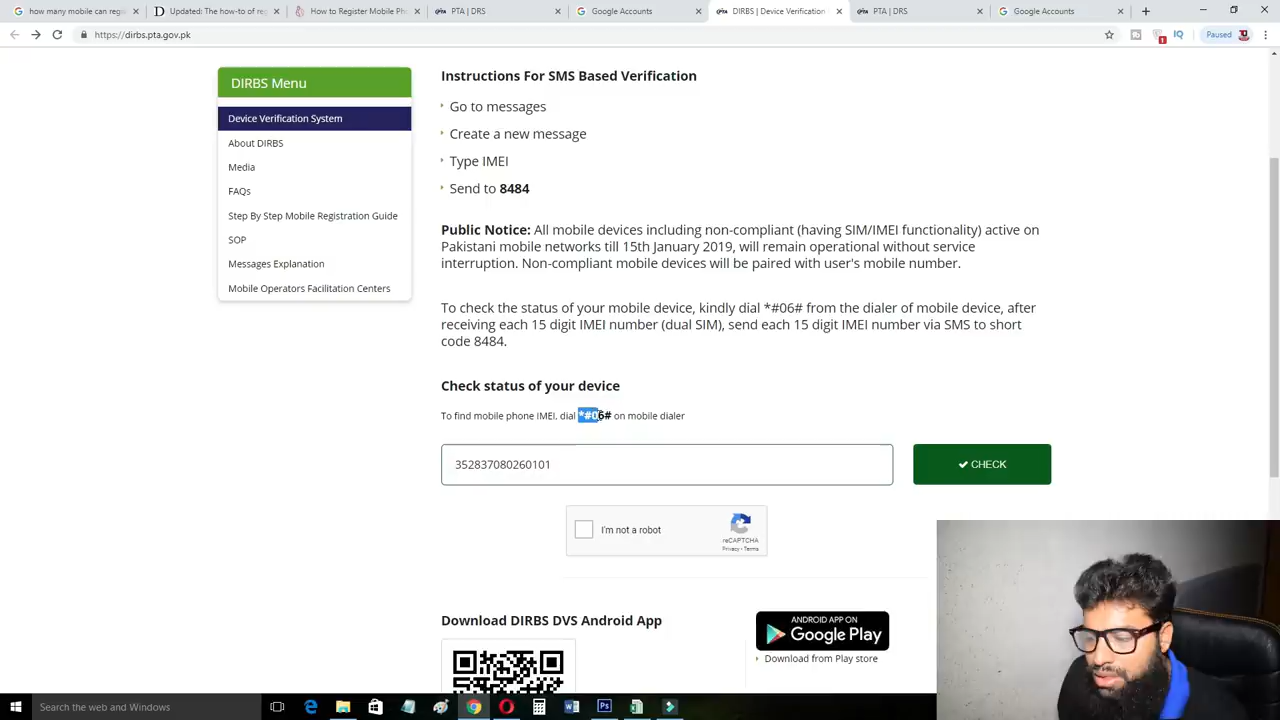 how many mobile can regi
Updated: The how-to of reg
How to Register Mobile Pho
PTA | DRS
Google Accounts
DIRBS | Device Verification
PTA | DRS
Google Accounts
https://dirbs.pta.gov.pk
1
IQ
Paused
DIRBS Menu
Device Verification System
About DIRBS
Media
FAQs
Step By Step Mobile Registration Guide
SOP
Messages Explanation
Mobile Operators Facilitation Centers
Instructions For SMS Based Verification
Go to messages
Create a new message
Type IMEI
Send to 8484
Public Notice: All mobile devices including non-compliant (having SIM/IMEI functionality) active on
Pakistani mobile networks till 15th January 2019, will remain operational without service
interruption. Non-compliant mobile devices will be paired with user's mobile number.
To check the status of your mobile device, kindly dial *#06# from the dialer of mobile device, after
receiving each 15 digit IMEI number (dual SIM), send each 15 digit IMEI number via SMS to short
code 8484.
Check status of your device
To find mobile phone IMEI, dial *#06# on mobile dialer
352837080260101
CHECK
I'm not a robot
reCAPTCHA
Privacy - Terms
Download DIRBS DVS Android App
ANDROID APP ON
Google Play
Download from Play store
Search the web and Windows